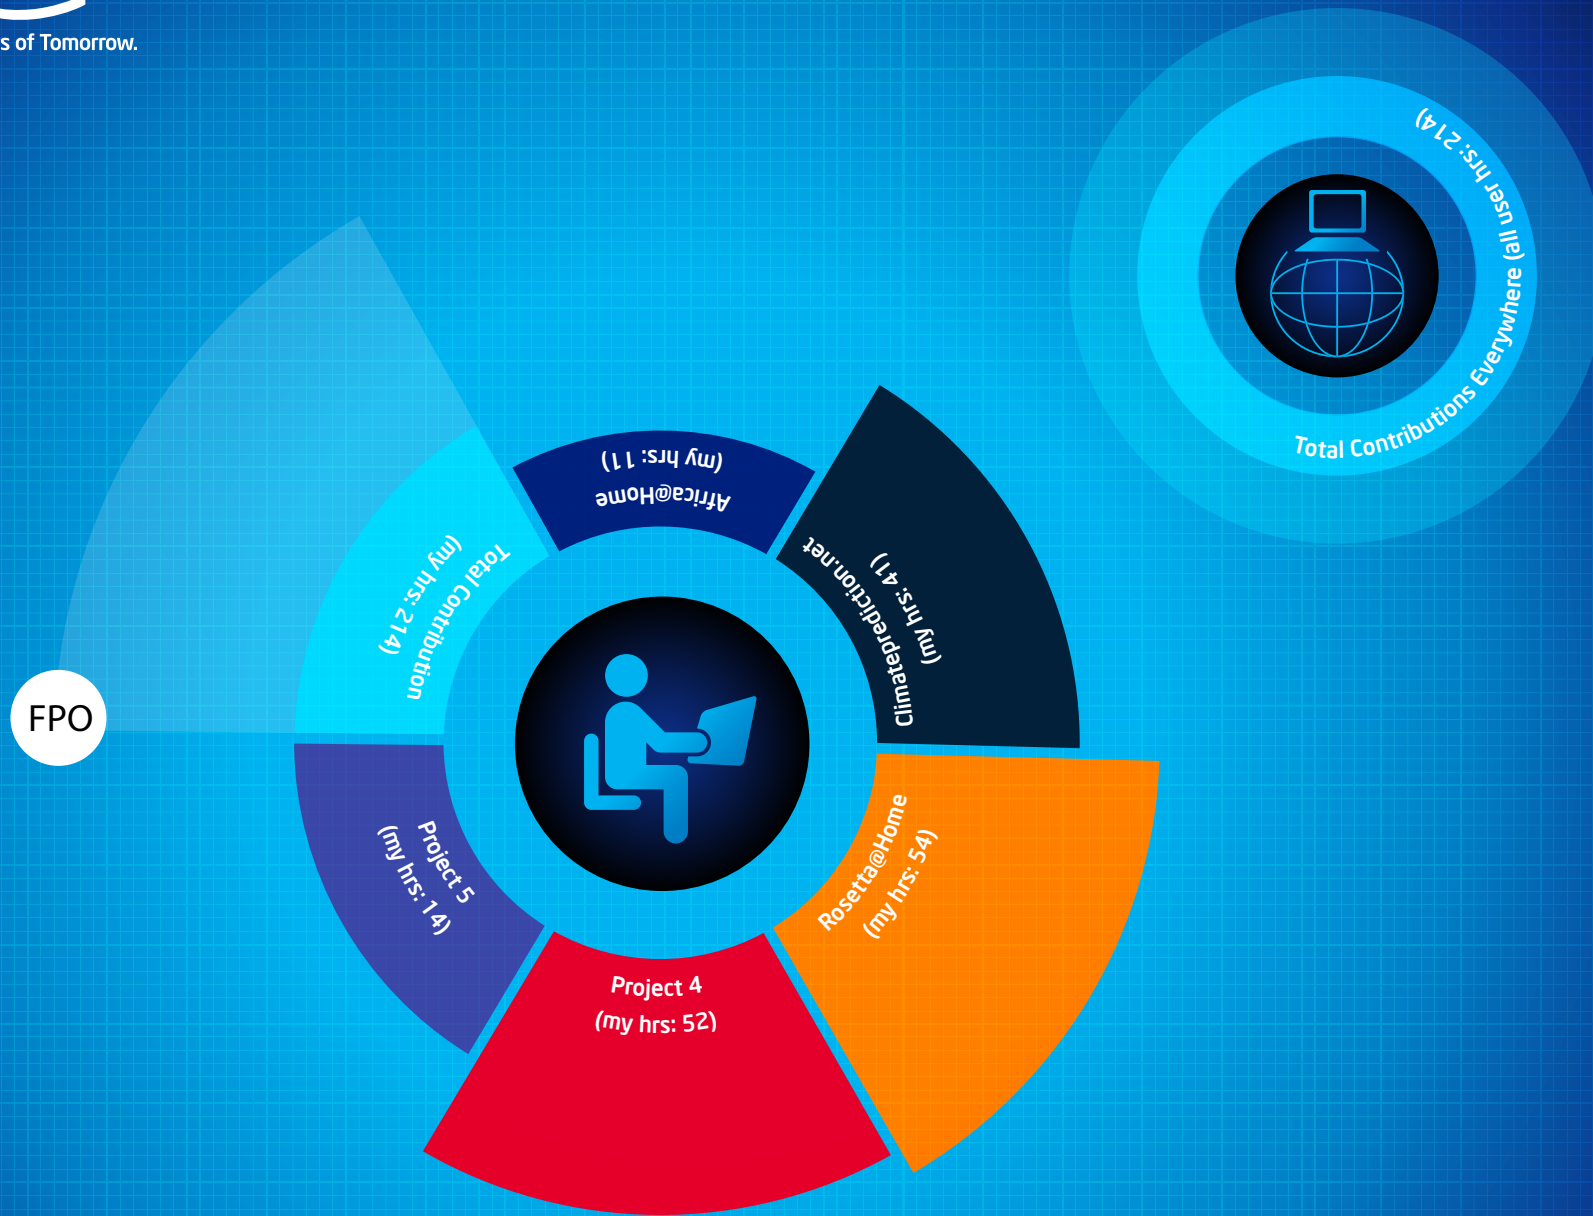 s of Tomorrow.
Total Contributions Everywhere (all user hrs: 214)
Africa@Home
(my hrs: 11)
Climateprediction.net
(my hrs: 41)
Total Contribution
(my hrs: 214)
FPO
Rosetta@Home
(my hrs: 54)
Project 5
(my hrs: 14)
Project 4
(my hrs: 52)